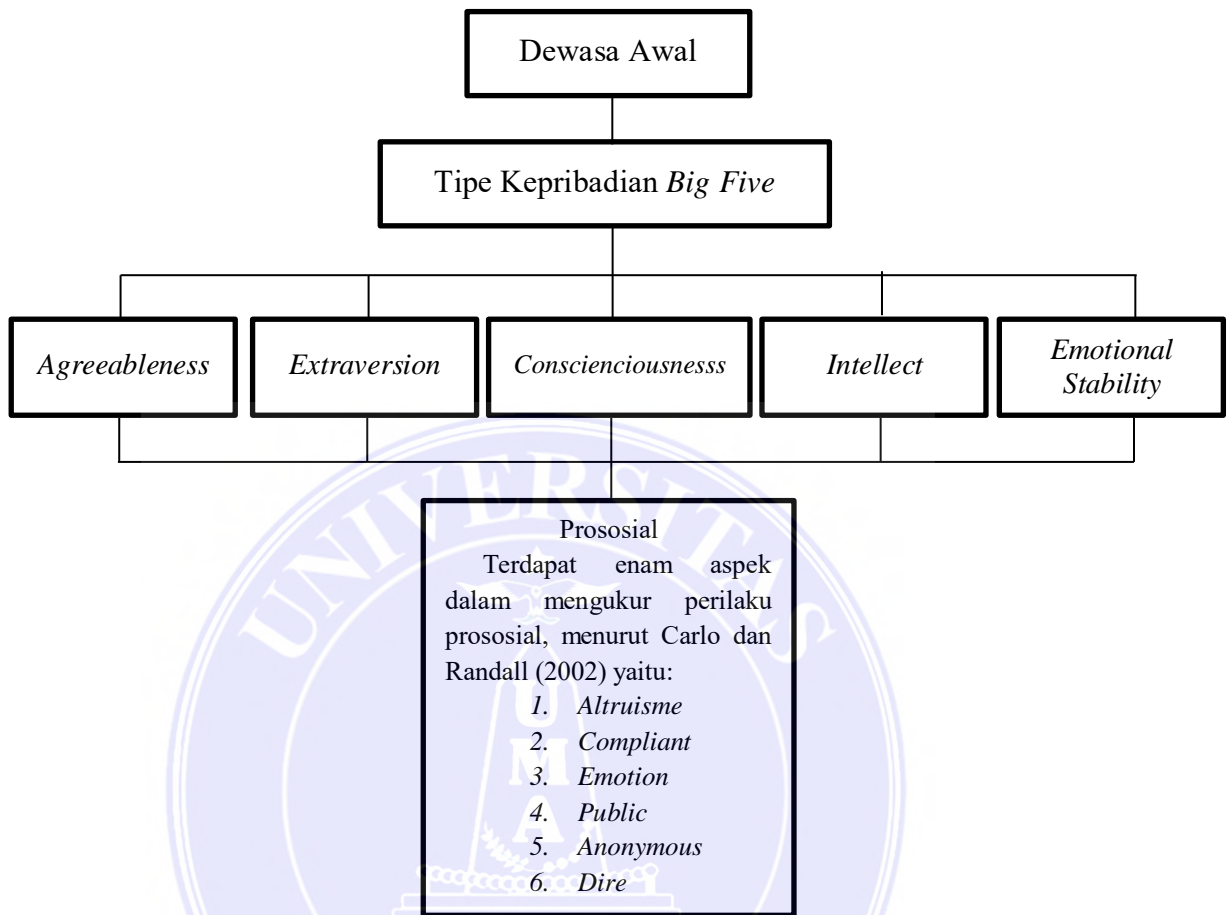 Dewasa Awal
Tipe Kepribadian Big Five
Agreeableness
Extraversion
Conscienciousnesss
Intellect
Emotional
Stability
Prososial
Terdapat enam aspek
dalam mengukur perilaku
prososial, menurut Carlo dan
Randall (2002) yaitu:
1. Altruisme
2. Compliant
3. Emotion
4. Public
5. Anonymous
6. Dire
UNIVERSITAS
UMA